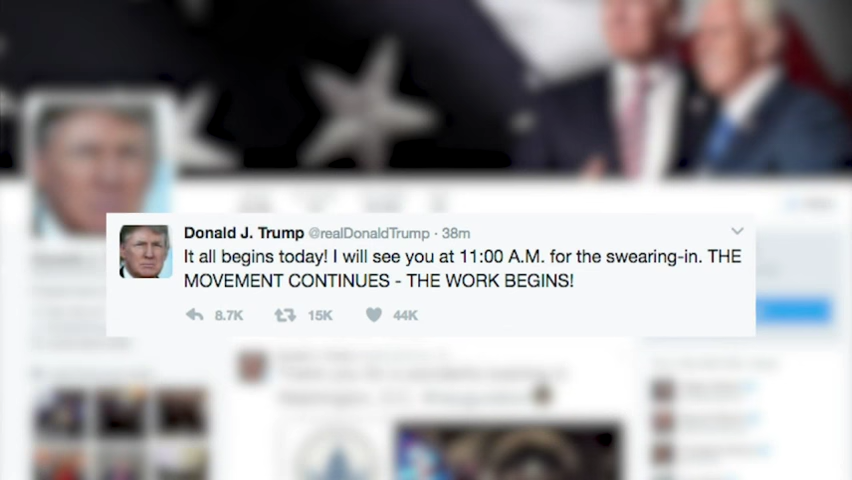 Donald J. Trump @realDonaldTrump · 38m
It all begins today! I will see you at 11:00 A.M. for the swearing-in. THE
MOVEMENT CONTINUES - THE WORK BEGINS!
8.7K 15K 44K